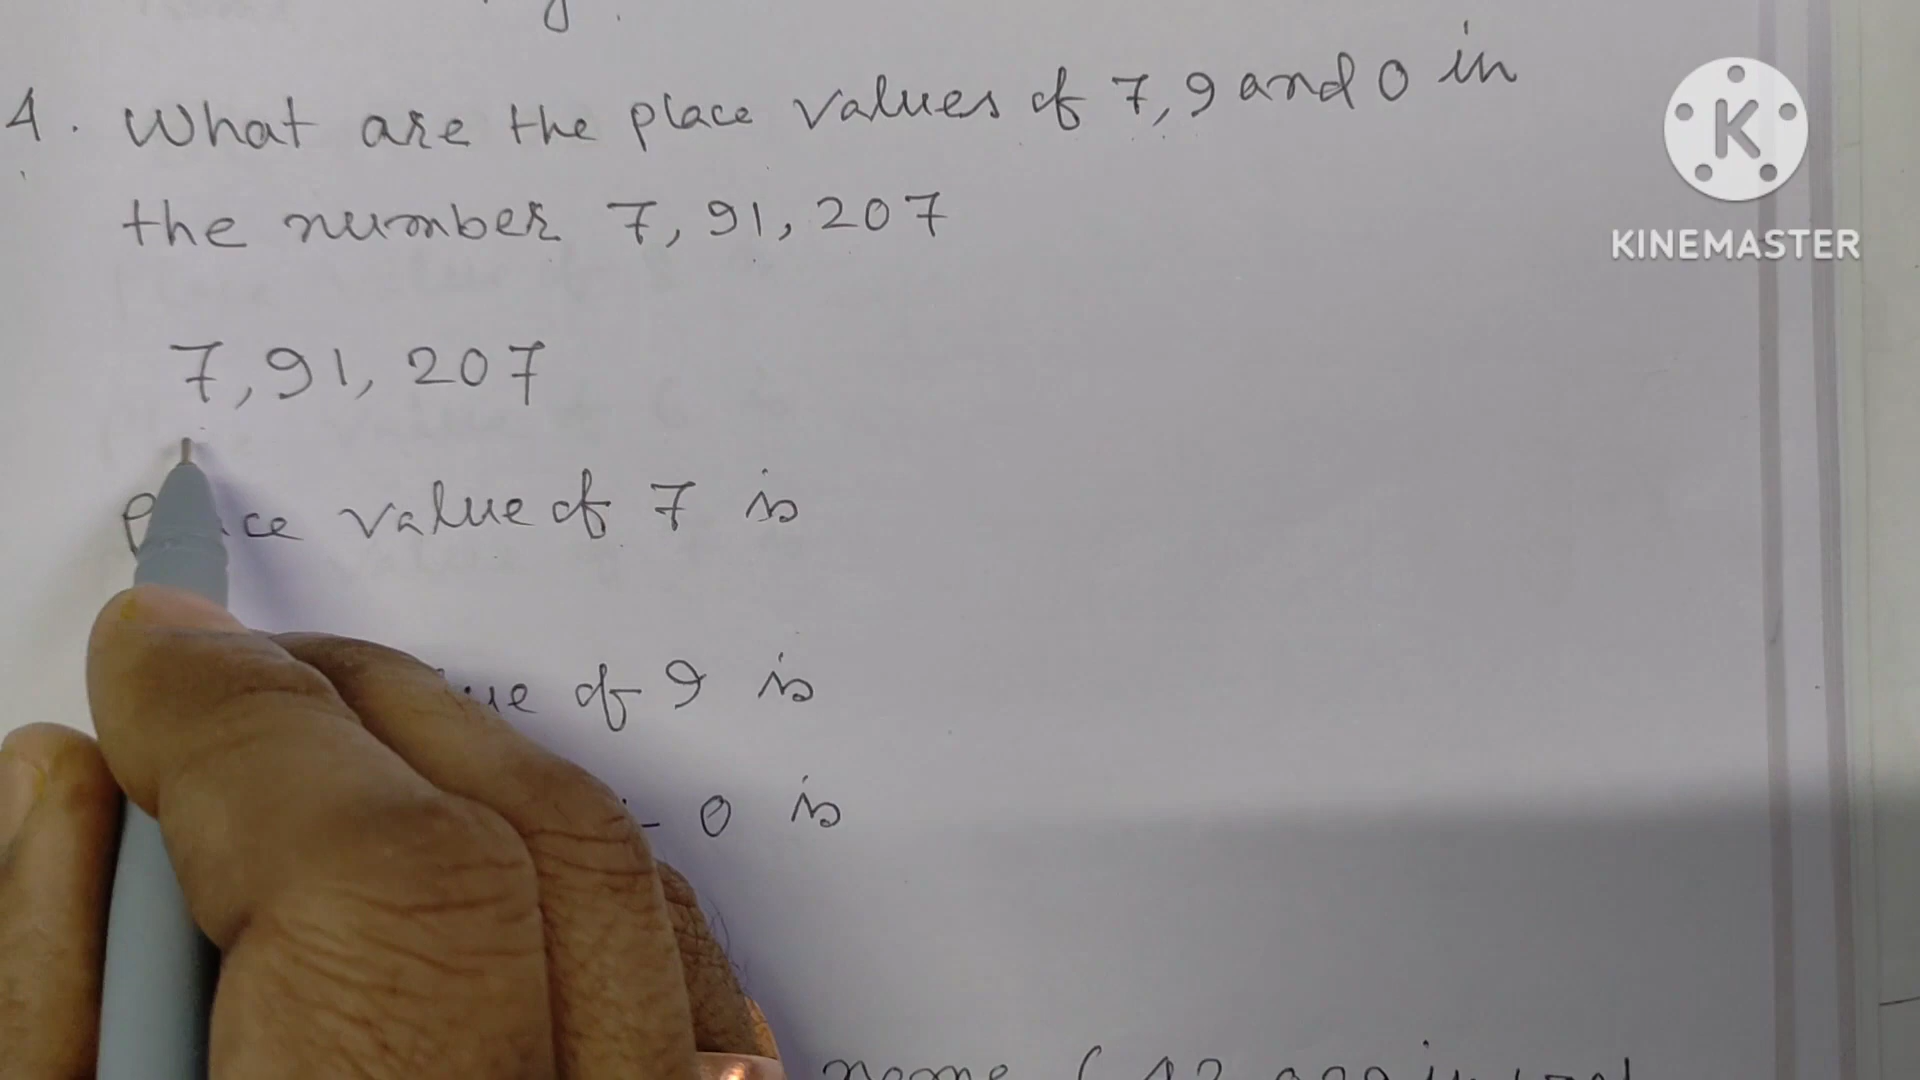 4. What are the place values of 7, 9 and 0 in
the number 7, 91, 207
7, 91, 207
value of 7 is
of 9 is
0 is
name
KINEMASTER